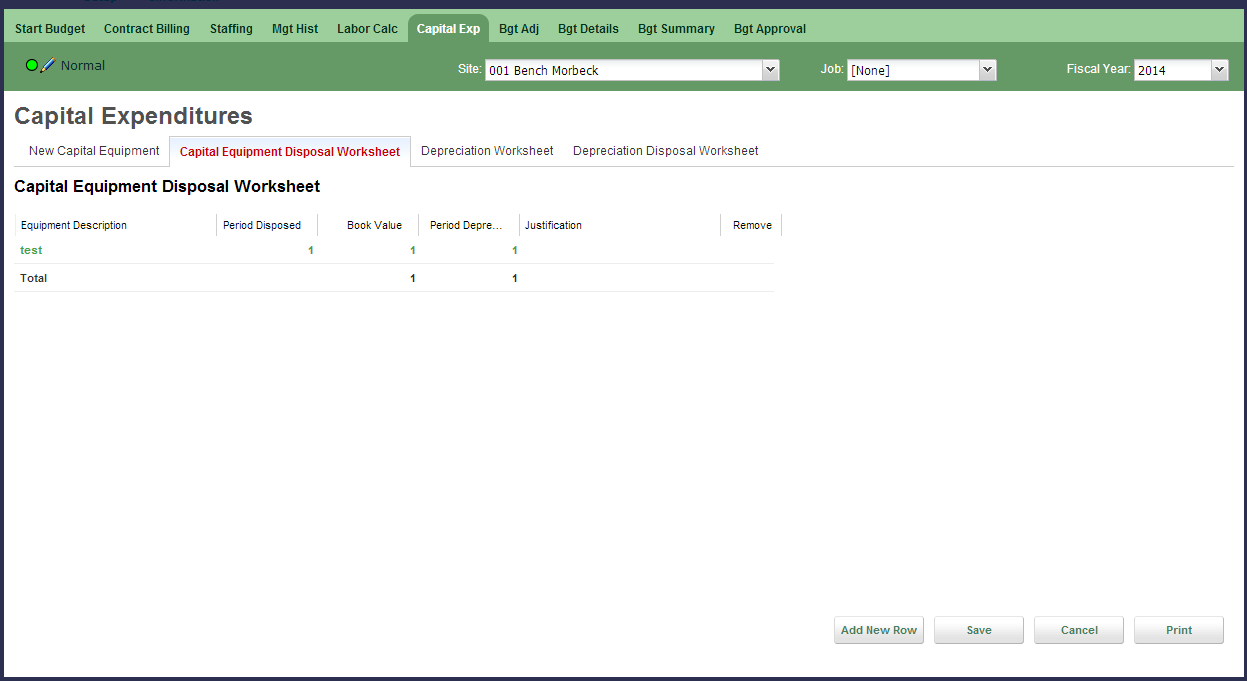 Start Budget Contract Billing Staffing Mgt Hist Labor Calc Capital Exp Bgt Adj Bgt Details Bgt Summary Bgt Approval
Normal Site: 001 Bench Morbeck Job: [None] Fiscal Year: 2014
Capital Expenditures
New Capital Equipment Capital Equipment Disposal Worksheet Depreciation Worksheet Depreciation Disposal Worksheet
Capital Equipment Disposal Worksheet
Equipment Description Period Disposed Book Value Period Depre... Justification Remove
test 1 1 1
Total 1 1
Add New Row Save Cancel Print